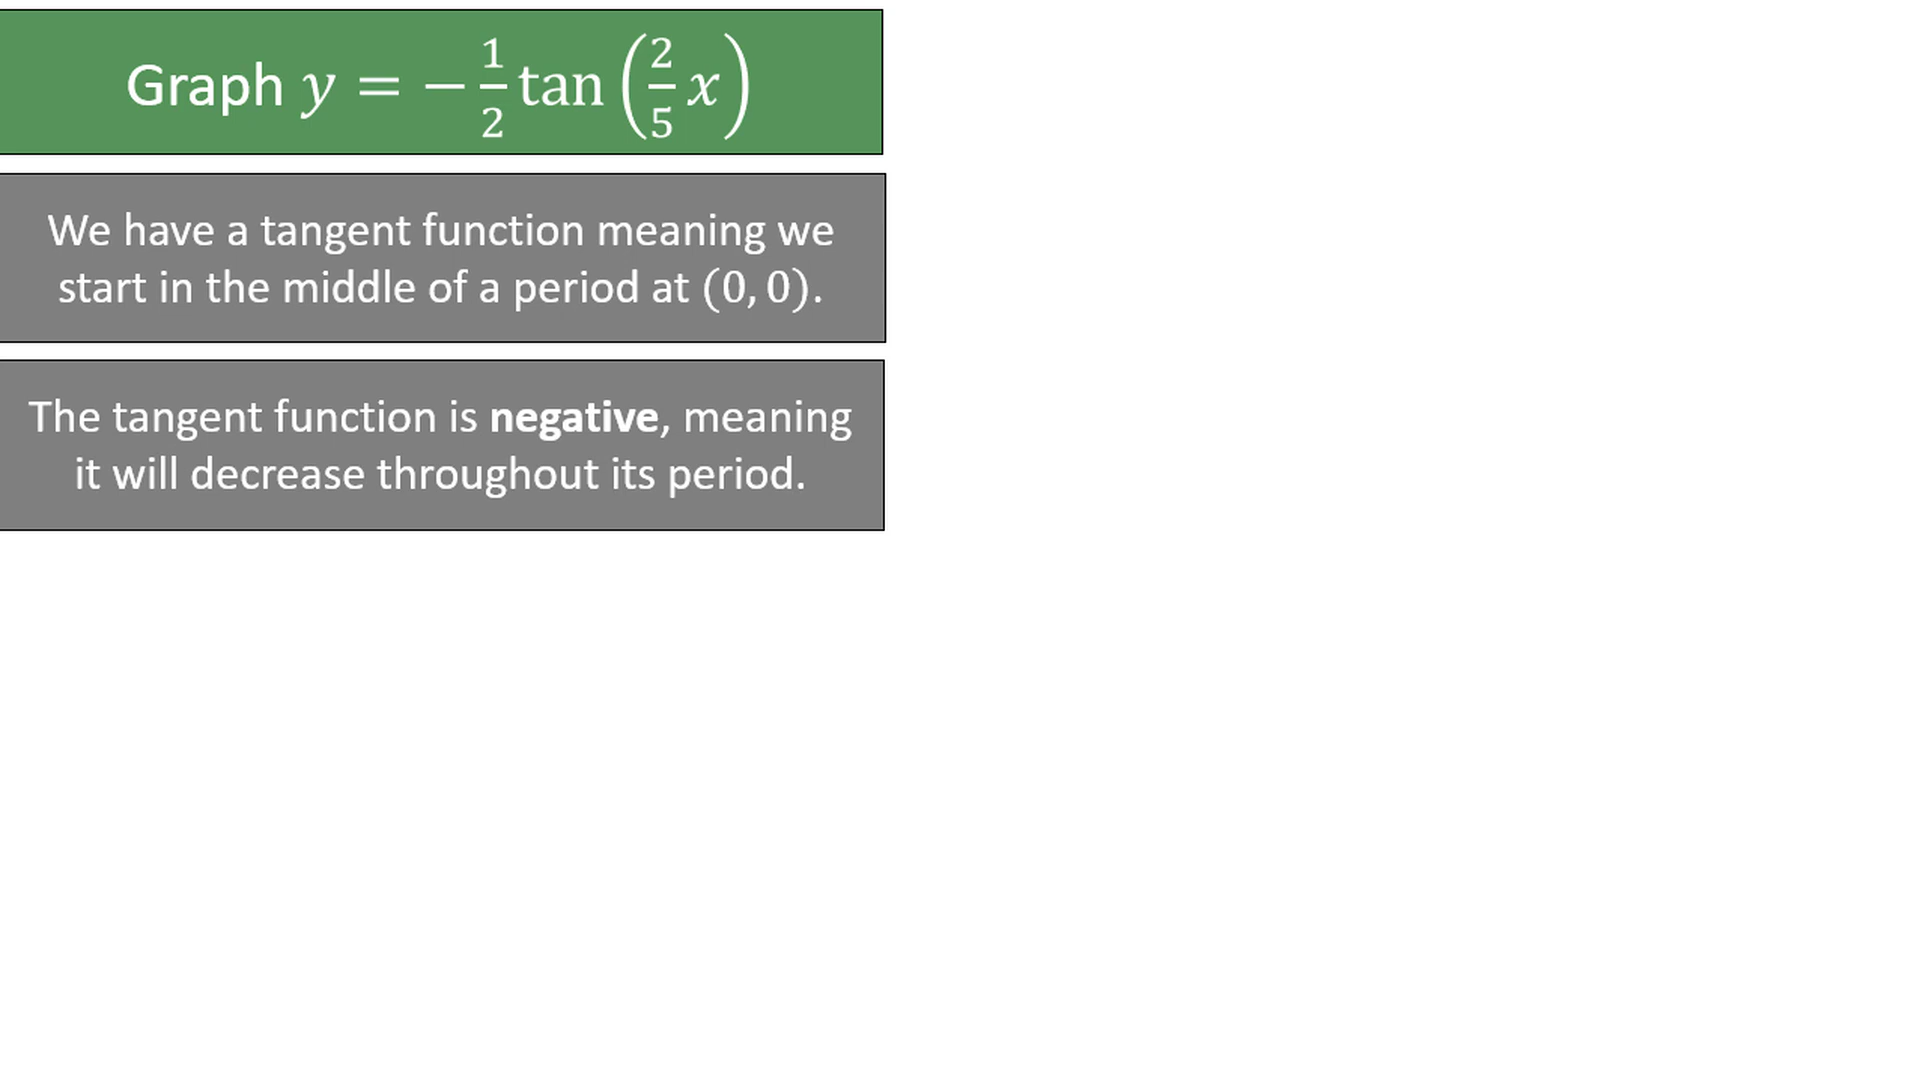 Graph y = −1/2 tan (2/5 x)
We have a tangent function meaning we
start in the middle of a period at (0, 0).
The tangent function is negative, meaning
it will decrease throughout its period.